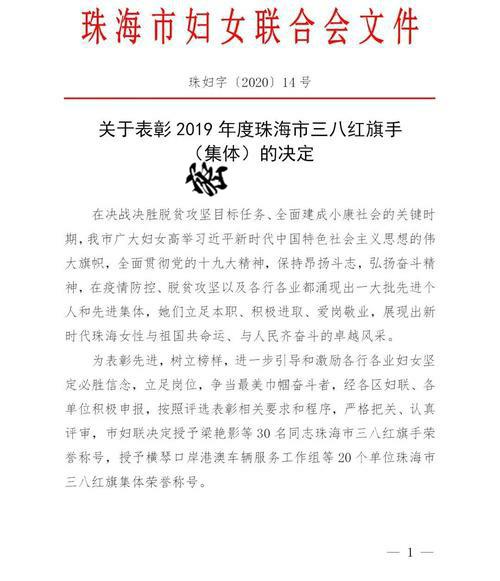 珠海市妇女联合会文件
珠妇字〔2020〕14号
关于表彰2019年度珠海市三八红旗手
（集体）的决定
在决战决胜脱贫攻坚目标任务、全面建成小康社会的关键时
期，我市广大妇女高举习近平新时代中国特色社会主义思想的伟
大旗帜，全面贯彻党的十九大精神，保持昂扬斗志，弘扬奋斗精
神，在疫情防控、脱贫攻坚以及各行各业都涌现出一大批先进个
人和先进集体，她们立足本职、积极进取、爱岗敬业，展现出新
时代珠海女性与祖国共命运、与人民齐奋斗的卓越风采。
为表彰先进，树立榜样，进一步引导和激励各行各业妇女坚
定必胜信念，立足岗位，争当最美巾帼奋斗者，经各区妇联、各
单位积极申报，按照评选表彰相关要求和程序，严格把关、认真
评审，市妇联决定授予梁艳影等30名同志珠海市三八红旗手荣
誉称号，授予横琴口岸港澳车辆服务工作组等20个单位珠海市
三八红旗集体荣誉称号。
— 1 —